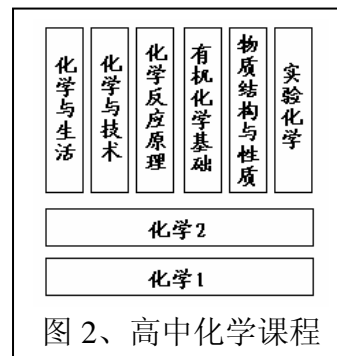 化学与生活
化学与技术
化学反应原理
有机化学基础
物质结构与性质
实验化学
化学2
化学1
图 2、高中化学课程